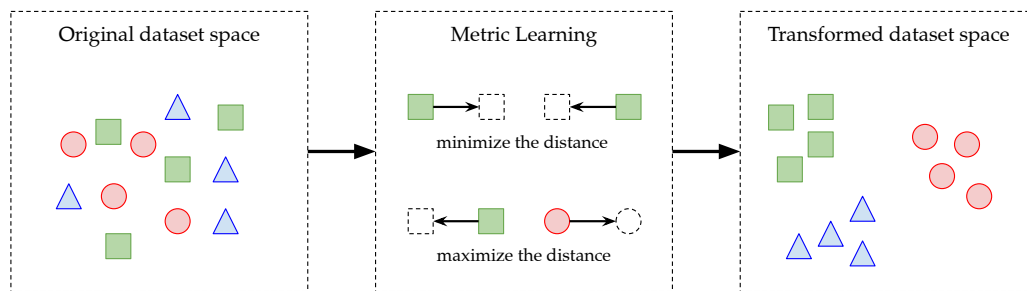 Original dataset space
Metric Learning
Transformed dataset space
minimize the distance
maximize the distance